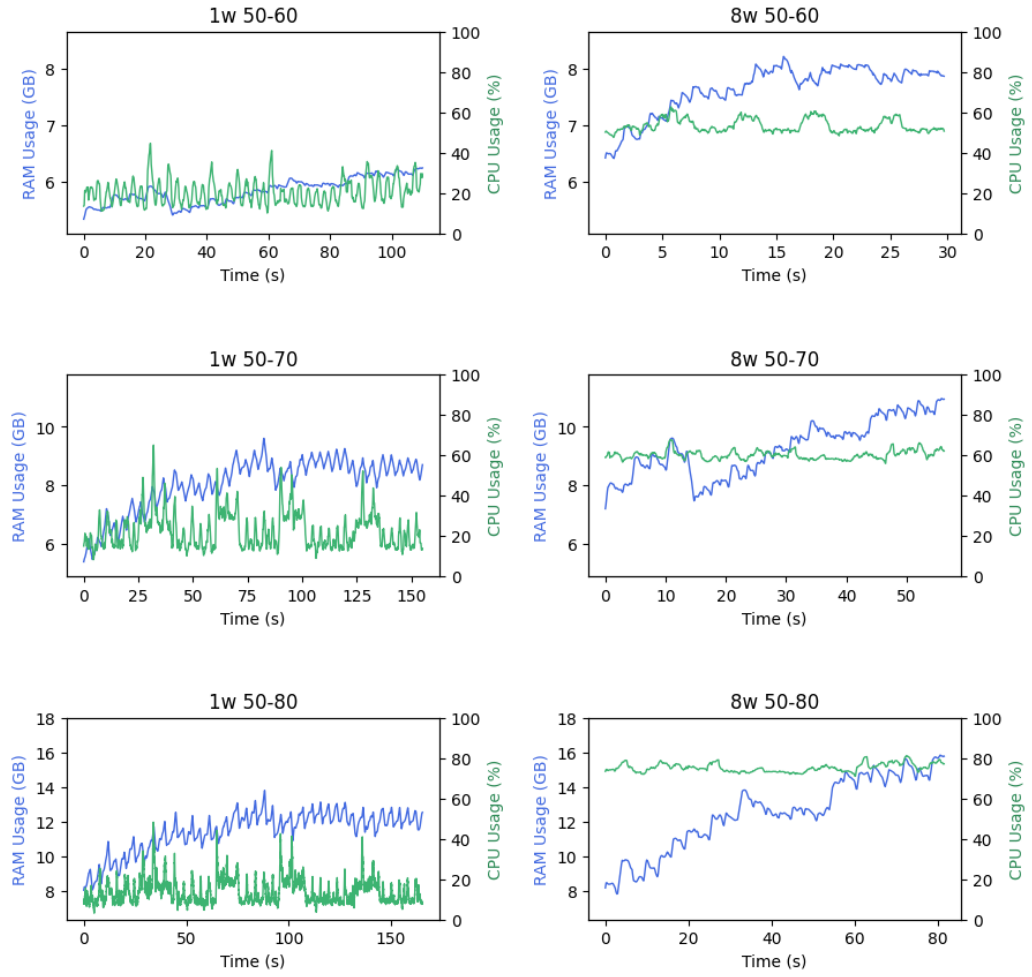 1w 50-60
RAM Usage (GB)
8
7
6
100
80
60
40
20
0
CPU Usage (%)
0 20 40 60 80 100
Time (s)
8w 50-60
RAM Usage (GB)
8
7
6
100
80
60
40
20
0
CPU Usage (%)
0 5 10 15 20 25 30
Time (s)
1w 50-70
RAM Usage (GB)
10
8
6
100
80
60
40
20
0
CPU Usage (%)
0 25 50 75 100 125 150
Time (s)
8w 50-70
RAM Usage (GB)
10
8
6
100
80
60
40
20
0
CPU Usage (%)
0 10 20 30 40 50
Time (s)
1w 50-80
RAM Usage (GB)
18
16
14
12
10
8
100
80
60
40
20
0
CPU Usage (%)
0 50 100 150
Time (s)
8w 50-80
RAM Usage (GB)
18
16
14
12
10
8
100
80
60
40
20
0
CPU Usage (%)
0 20 40 60 80
Time (s)